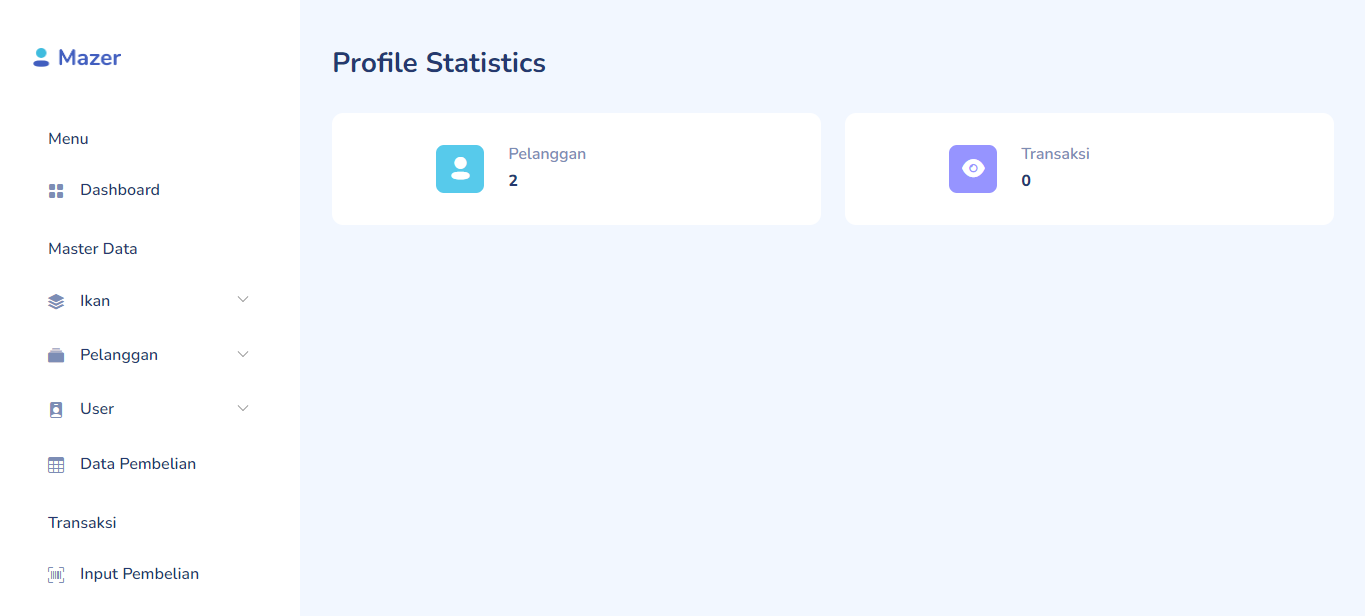 Mazer
Menu
Dashboard
Master Data
Ikan
Pelanggan
User
Data Pembelian
Transaksi
Input Pembelian
Profile Statistics
Pelanggan
2
Transaksi
0